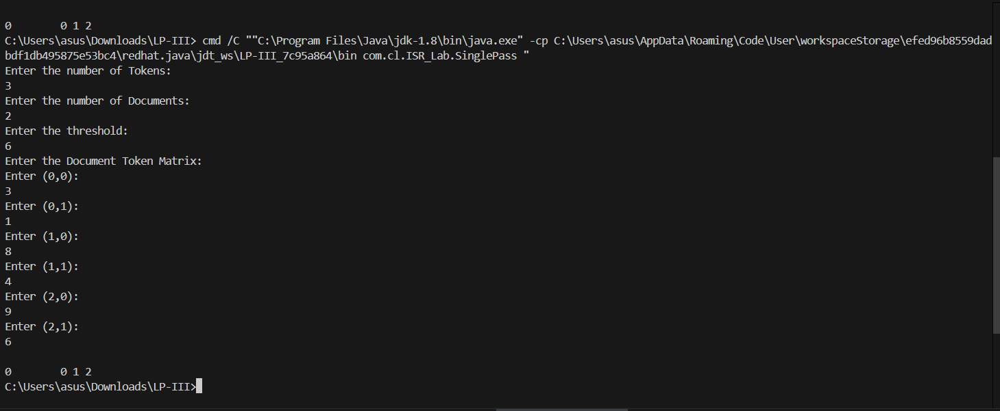 0        0 1 2
C:\Users\asus\Downloads\LP-III> cmd /C ""C:\Program Files\Java\jdk-1.8\bin\java.exe" -cp C:\Users\asus\AppData\Roaming\Code\User\workspaceStorage\efed96b8559dad
bdf1db495875e53bc4\redhat.java\jdt_ws\LP-III_7c95a864\bin com.cl.ISR_Lab.SinglePass "
Enter the number of Tokens:
3
Enter the number of Documents:
2
Enter the threshold:
6
Enter the Document Token Matrix:
Enter (0,0):
3
Enter (0,1):
1
Enter (1,0):
8
Enter (1,1):
4
Enter (2,0):
9
Enter (2,1):
6
0        0 1 2
C:\Users\asus\Downloads\LP-III>